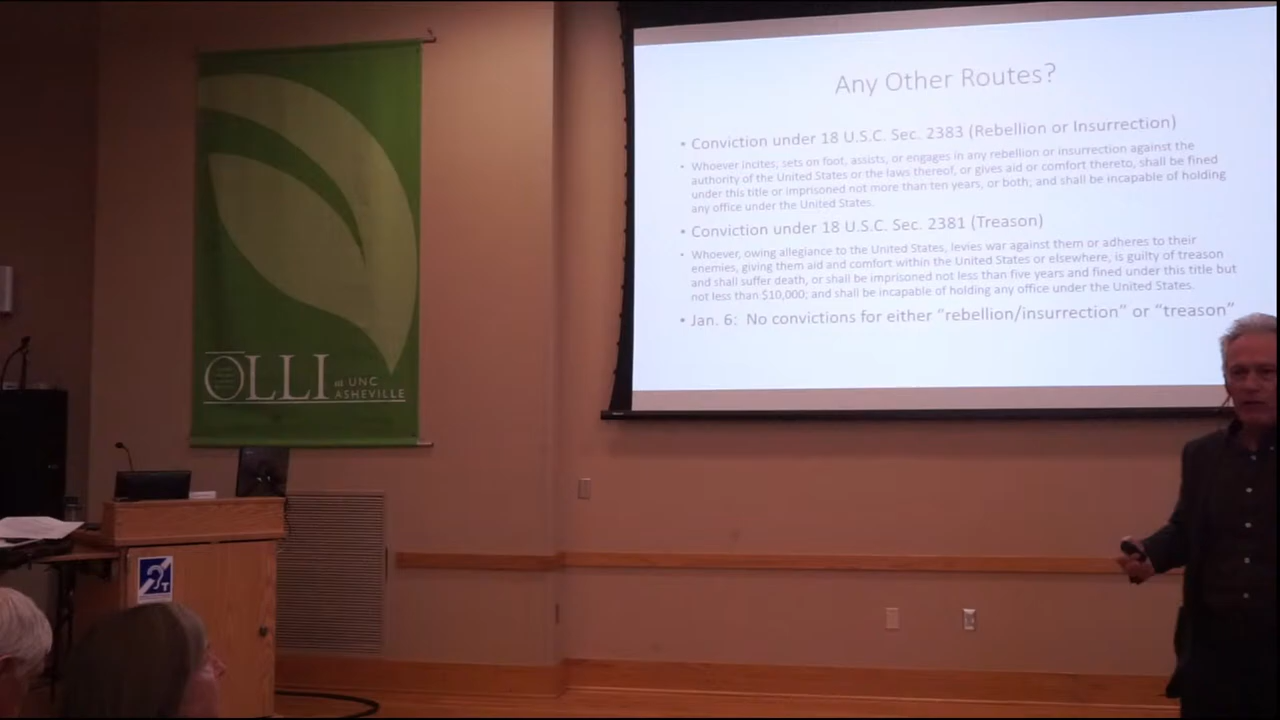 Any Other Routes?
• Conviction under 18 U.S.C. Sec. 2383 (Rebellion or Insurrection)
• Whoever incites, sets on foot, assists, or engages in any rebellion or insurrection against the
authority of the United States or the laws thereof, or gives aid or comfort thereto, shall be fined
under this title or imprisoned not more than ten years, or both; and shall be incapable of holding
any office under the United States.
• Conviction under 18 U.S.C. Sec. 2381 (Treason)
• Whoever, owing allegiance to the United States, levies war against them or adheres to their
enemies, giving them aid and comfort within the United States or elsewhere, is guilty of treason
and shall suffer death, or shall be imprisoned not less than five years and fined under this title but
not less than $10,000; and shall be incapable of holding any office under the United States.
• Jan. 6: No convictions for either “rebellion/insurrection” or “treason”
OLLI at UNC
ASHEVILLE
T